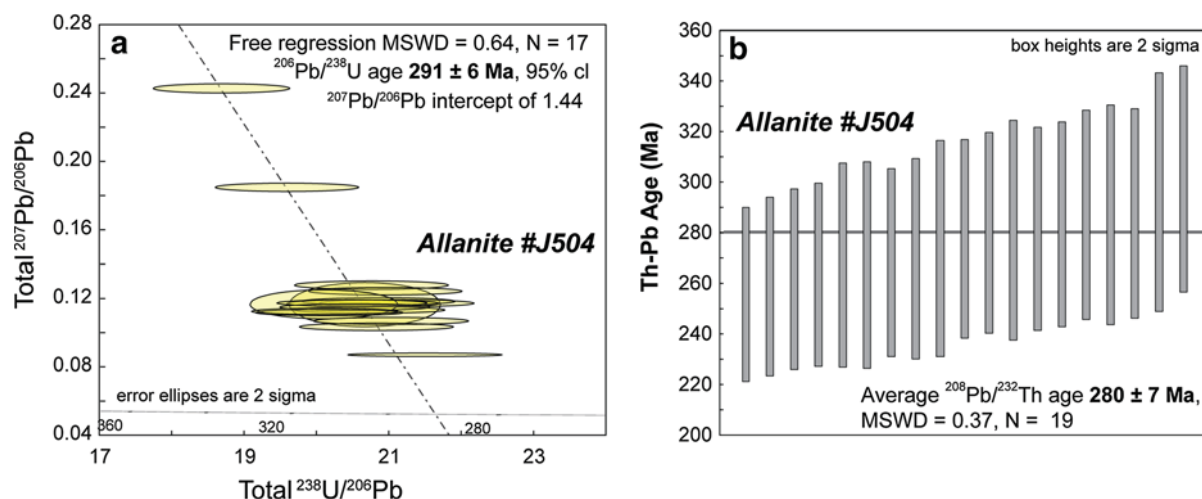 a
Free regression MSWD = 0.64, N = 17
²⁰⁶Pb/²³⁸U age 291 ± 6 Ma, 95% cl
²⁰⁷Pb/²⁰⁶Pb intercept of 1.44
Allanite #J504
error ellipses are 2 sigma
360
320
280
0.28
0.24
0.20
0.16
0.12
0.08
0.04
Total ²⁰⁷Pb/²⁰⁶Pb
17 19 21 23
Total ²³⁸U/²⁰⁶Pb
b
box heights are 2 sigma
Allanite #J504
Average ²⁰⁸Pb/²³²Th age 280 ± 7 Ma,
MSWD = 0.37, N = 19
360
340
320
300
280
260
240
220
200
Th-Pb Age (Ma)